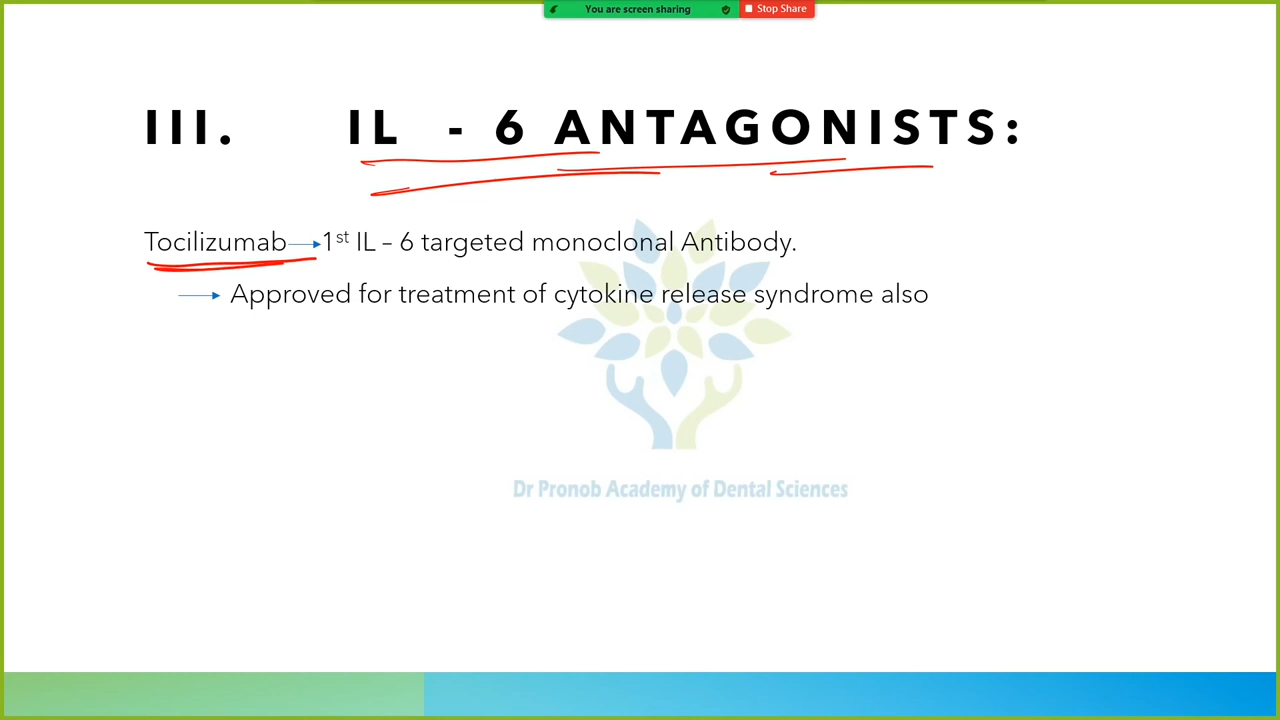 You are screen sharing Stop Share
III. IL - 6 ANTAGONISTS:
Tocilizumab 1st IL – 6 targeted monoclonal Antibody.
Approved for treatment of cytokine release syndrome also
Dr Pronob Academy of Dental Sciences